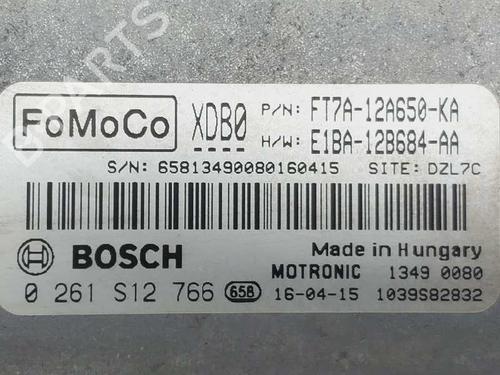 FoMoCo XDB0 P/N: FT7A-12A650-KA
H/W: E1BA-12B684-AA
S/N: 65813490080160415 SITE: DZL7C
BOSCH Made in Hungary
MOTRONIC 1349 0080
0 261 S12 766 658 16-04-15 1039S82832